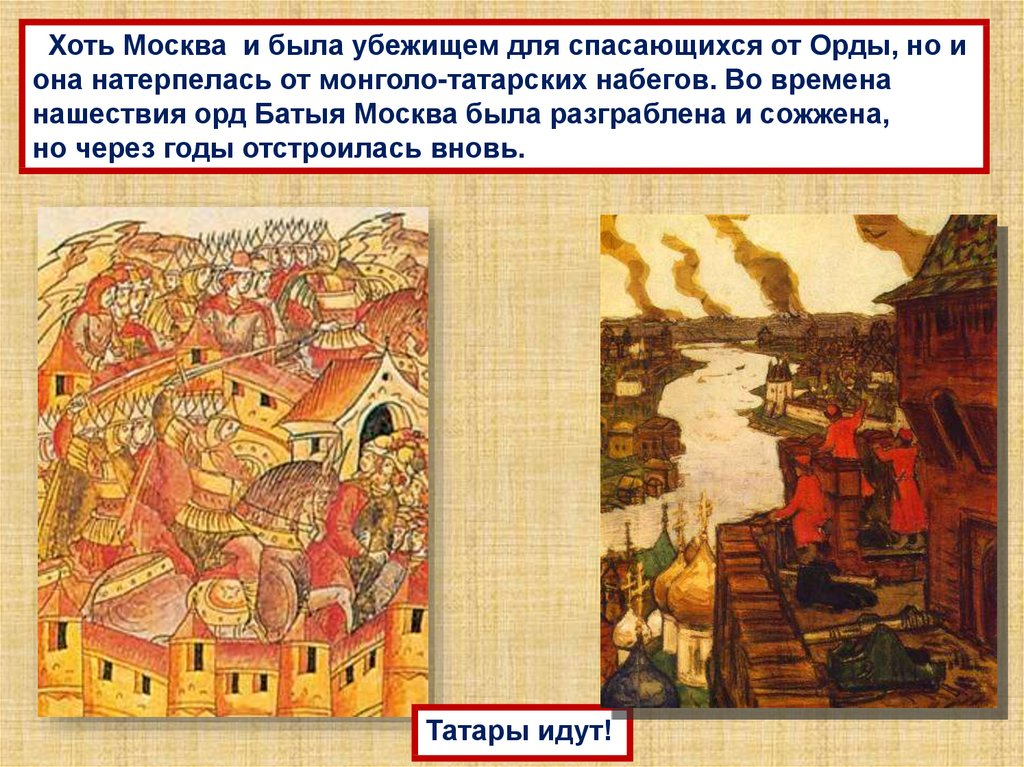 Хоть Москва и была убежищем для спасающихся от Орды, но и
она натерпелась от монголо-татарских набегов. Во времена
нашествия орд Батыя Москва была разграблена и сожжена,
но через годы отстроилась вновь.
Татары идут!